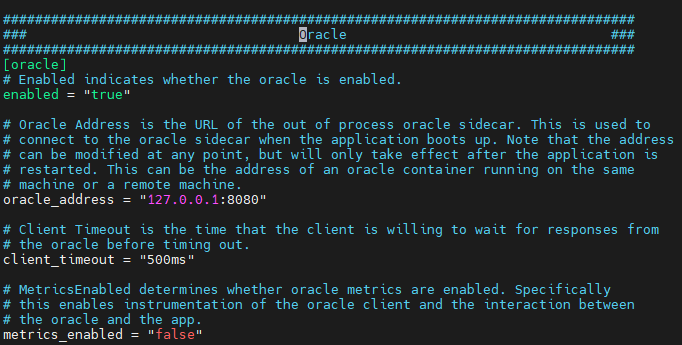 ###############################################################################
###                                  Oracle                                 ###
###############################################################################
[oracle]
# Enabled indicates whether the oracle is enabled.
enabled = "true"

# Oracle Address is the URL of the out of process oracle sidecar. This is used to
# connect to the oracle sidecar when the application boots up. Note that the address
# can be modified at any point, but will only take effect after the application is
# restarted. This can be the address of an oracle container running on the same
# machine or a remote machine.
oracle_address = "127.0.0.1:8080"

# Client Timeout is the time that the client is willing to wait for responses from
# the oracle before timing out.
client_timeout = "500ms"

# MetricsEnabled determines whether oracle metrics are enabled. Specifically
# this enables instrumentation of the oracle client and the interaction between
# the oracle and the app.
metrics_enabled = "false"